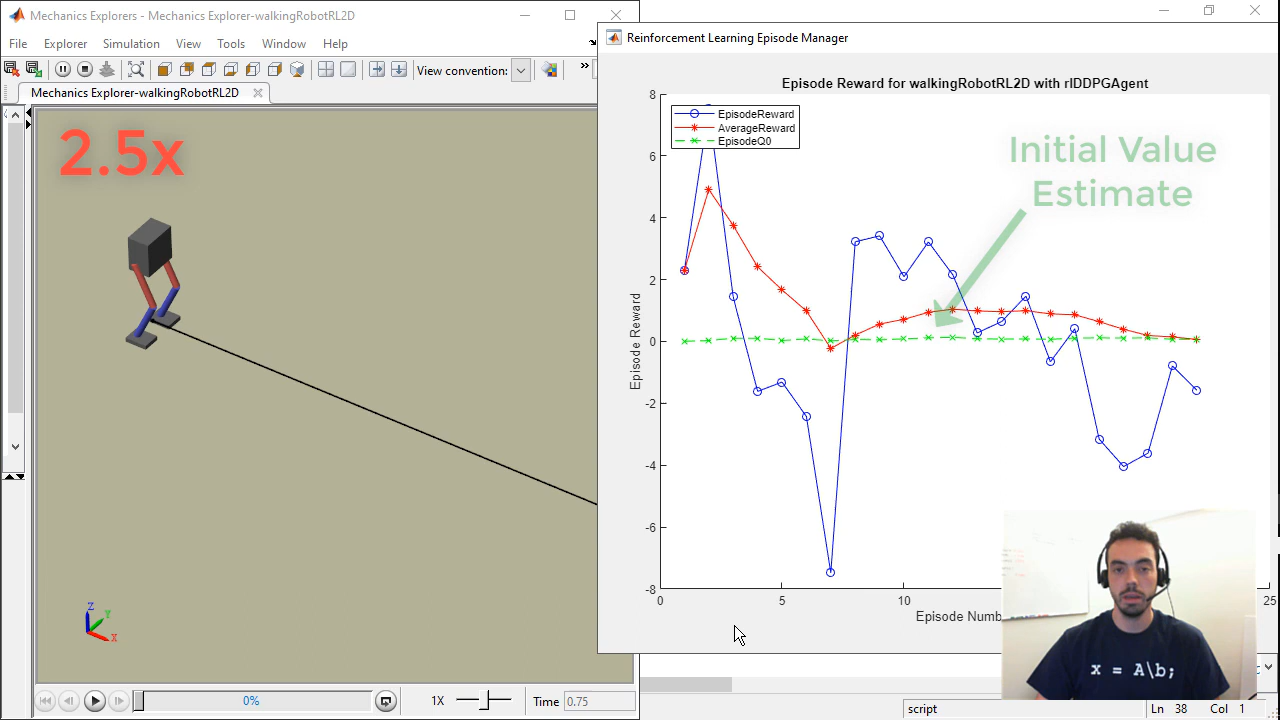 Mechanics Explorers - Mechanics Explorer-walkingRobotRL2D
File Explorer Simulation View Tools Window Help
View convention:
»
Mechanics Explorer-walkingRobotRL2D
2.5x
Z
Y
X
0%
1X
Time 0.75
Reinforcement Learning Episode Manager
Episode Reward for walkingRobotRL2D with rlDDPGAgent
EpisodeReward
AverageReward
EpisodeQ0
Initial Value
Estimate
Episode Reward
8
6
4
2
0
-2
-4
-6
-8
0 5 10 25
Episode Numb
x = A\b;
script Ln 38 Col 1